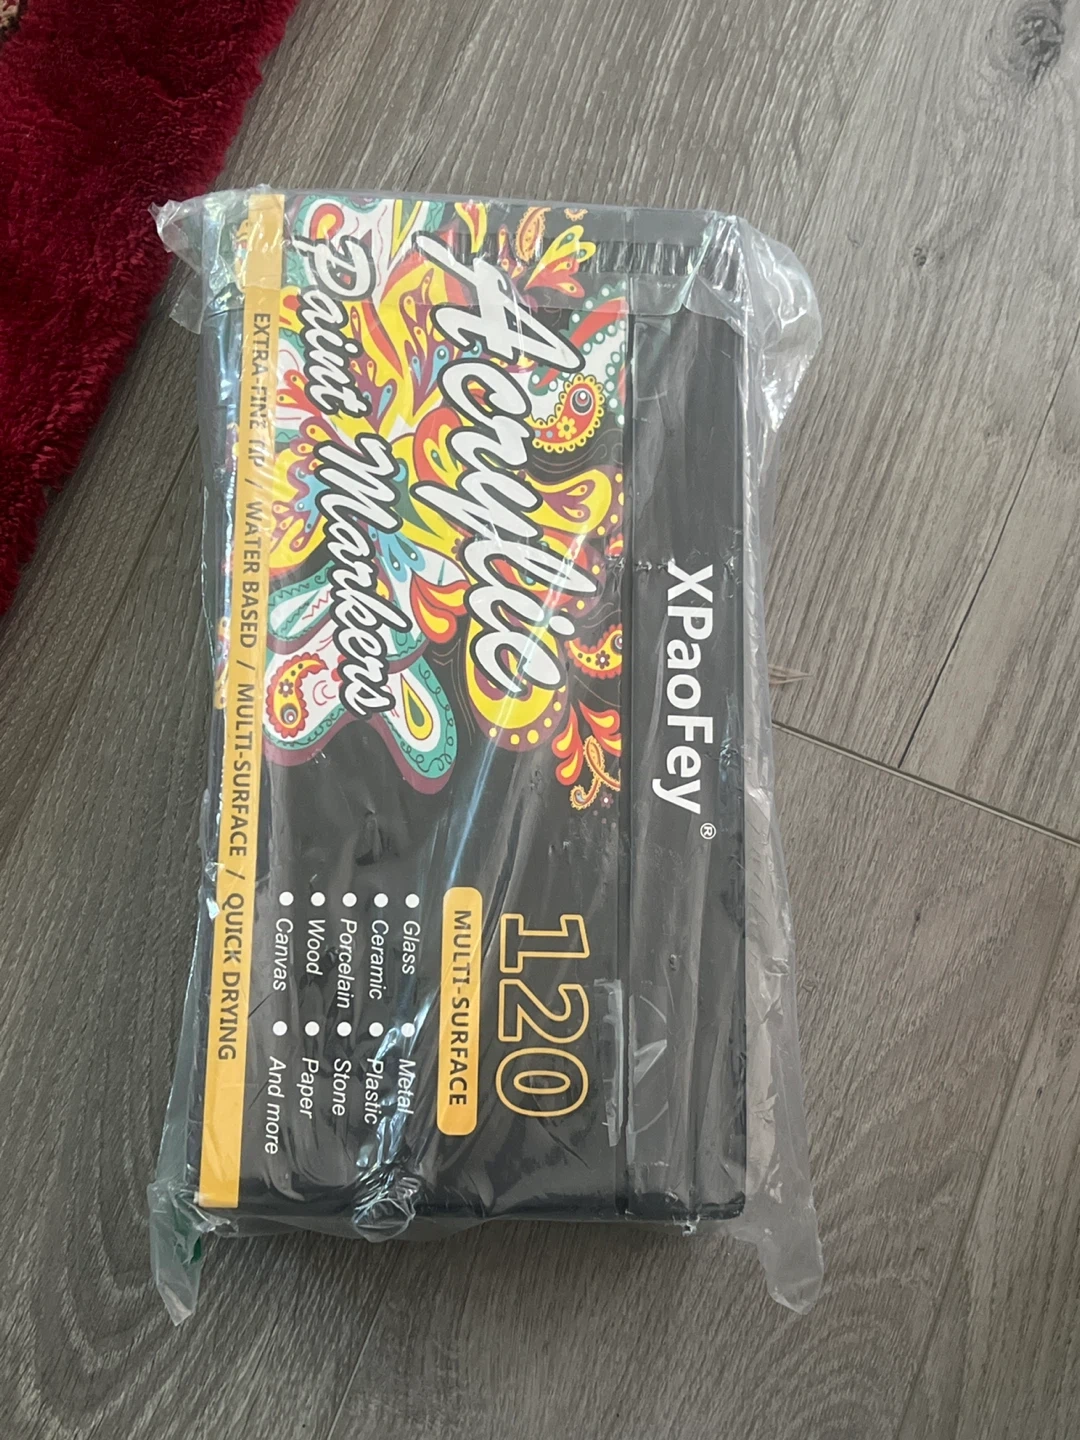 XPaoFey®
Acrylic
Paint Markers
120
MULTI-SURFACE
Glass
Metal
Ceramic
Plastic
Porcelain
Stone
Wood
Paper
Canvas
And more
EXTRA-FINE TIP / WATER BASED / MULTI-SURFACE / QUICK DRYING